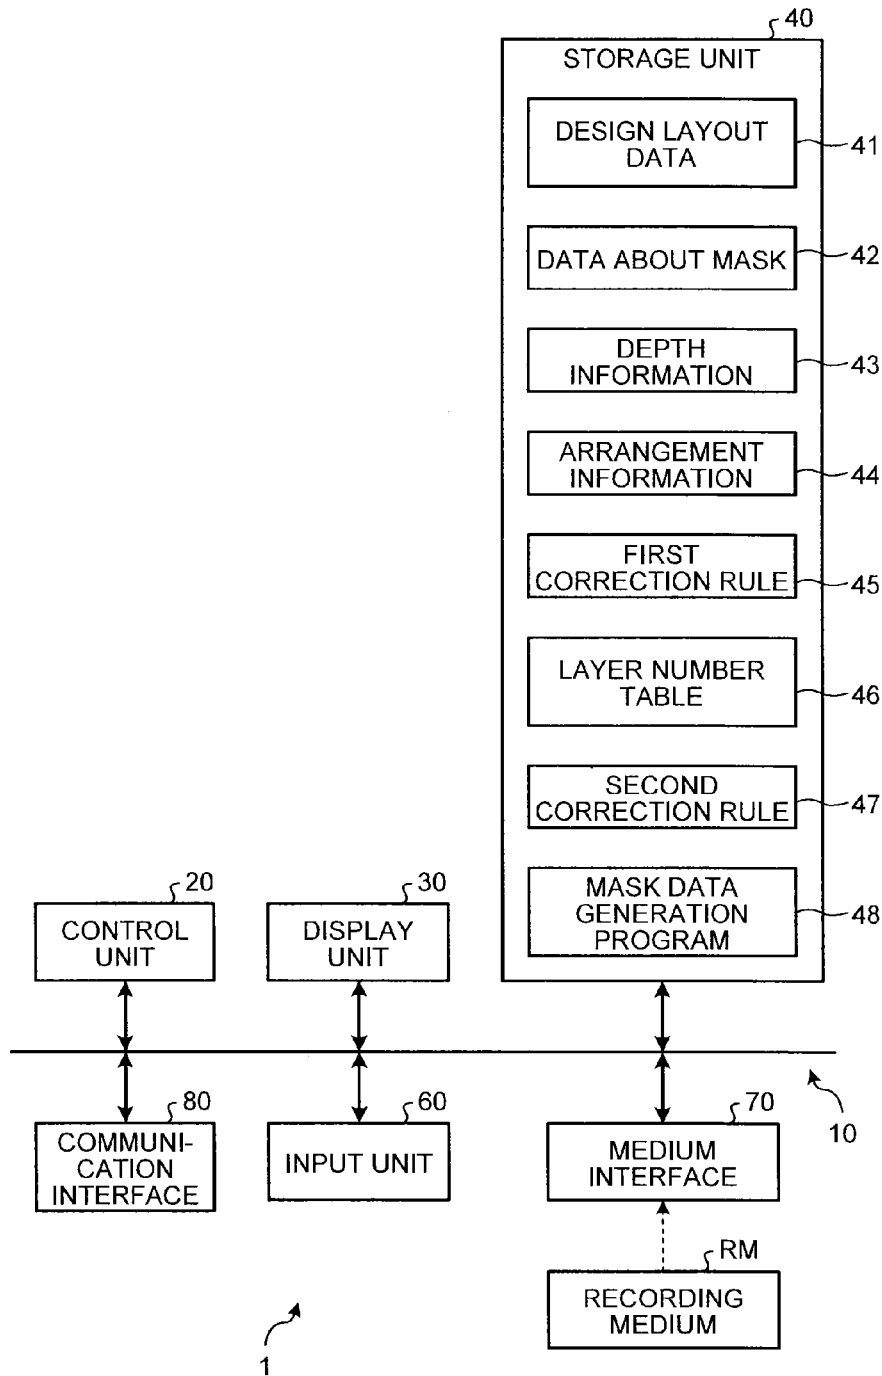 40
STORAGE UNIT
DESIGN LAYOUT
DATA
41
DATA ABOUT MASK
42
DEPTH
INFORMATION
43
ARRANGEMENT
INFORMATION
44
FIRST
CORRECTION RULE
45
LAYER NUMBER
TABLE
46
SECOND
CORRECTION RULE
47
MASK DATA
GENERATION
PROGRAM
48
20
CONTROL
UNIT
30
DISPLAY
UNIT
80
COMMUNI-
CATION
INTERFACE
60
INPUT UNIT
70
MEDIUM
INTERFACE
10
RM
RECORDING
MEDIUM
1